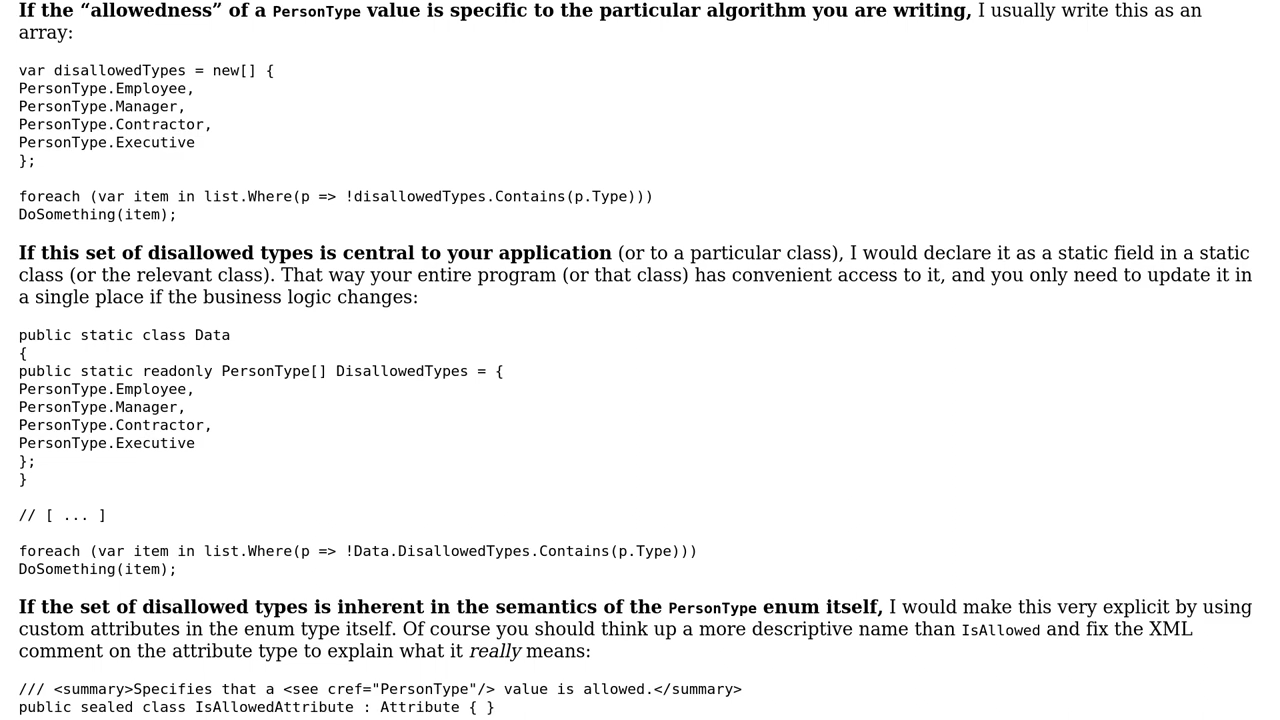 If the “allowedness” of a PersonType value is specific to the particular algorithm you are writing, I usually write this as an
array:
var disallowedTypes = new[] {
PersonType.Employee,
PersonType.Manager,
PersonType.Contractor,
PersonType.Executive
};
foreach (var item in list.Where(p => !disallowedTypes.Contains(p.Type)))
DoSomething(item);
If this set of disallowed types is central to your application (or to a particular class), I would declare it as a static field in a static
class (or the relevant class). That way your entire program (or that class) has convenient access to it, and you only need to update it in
a single place if the business logic changes:
public static class Data
{
public static readonly PersonType[] DisallowedTypes = {
PersonType.Employee,
PersonType.Manager,
PersonType.Contractor,
PersonType.Executive
};
}
// [ ... ]
foreach (var item in list.Where(p => !Data.DisallowedTypes.Contains(p.Type)))
DoSomething(item);
If the set of disallowed types is inherent in the semantics of the PersonType enum itself, I would make this very explicit by using
custom attributes in the enum type itself. Of course you should think up a more descriptive name than IsAllowed and fix the XML
comment on the attribute type to explain what it really means:
/// <summary>Specifies that a <see cref="PersonType"/> value is allowed.</summary>
public sealed class IsAllowedAttribute : Attribute { }